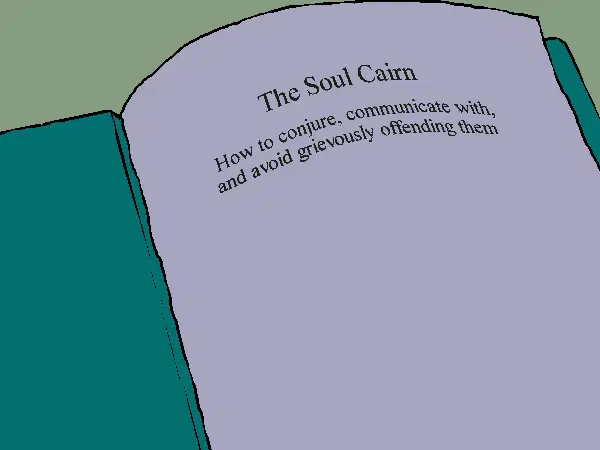 The Soul Cairn
How to conjure, communicate with,
and avoid grievously offending them